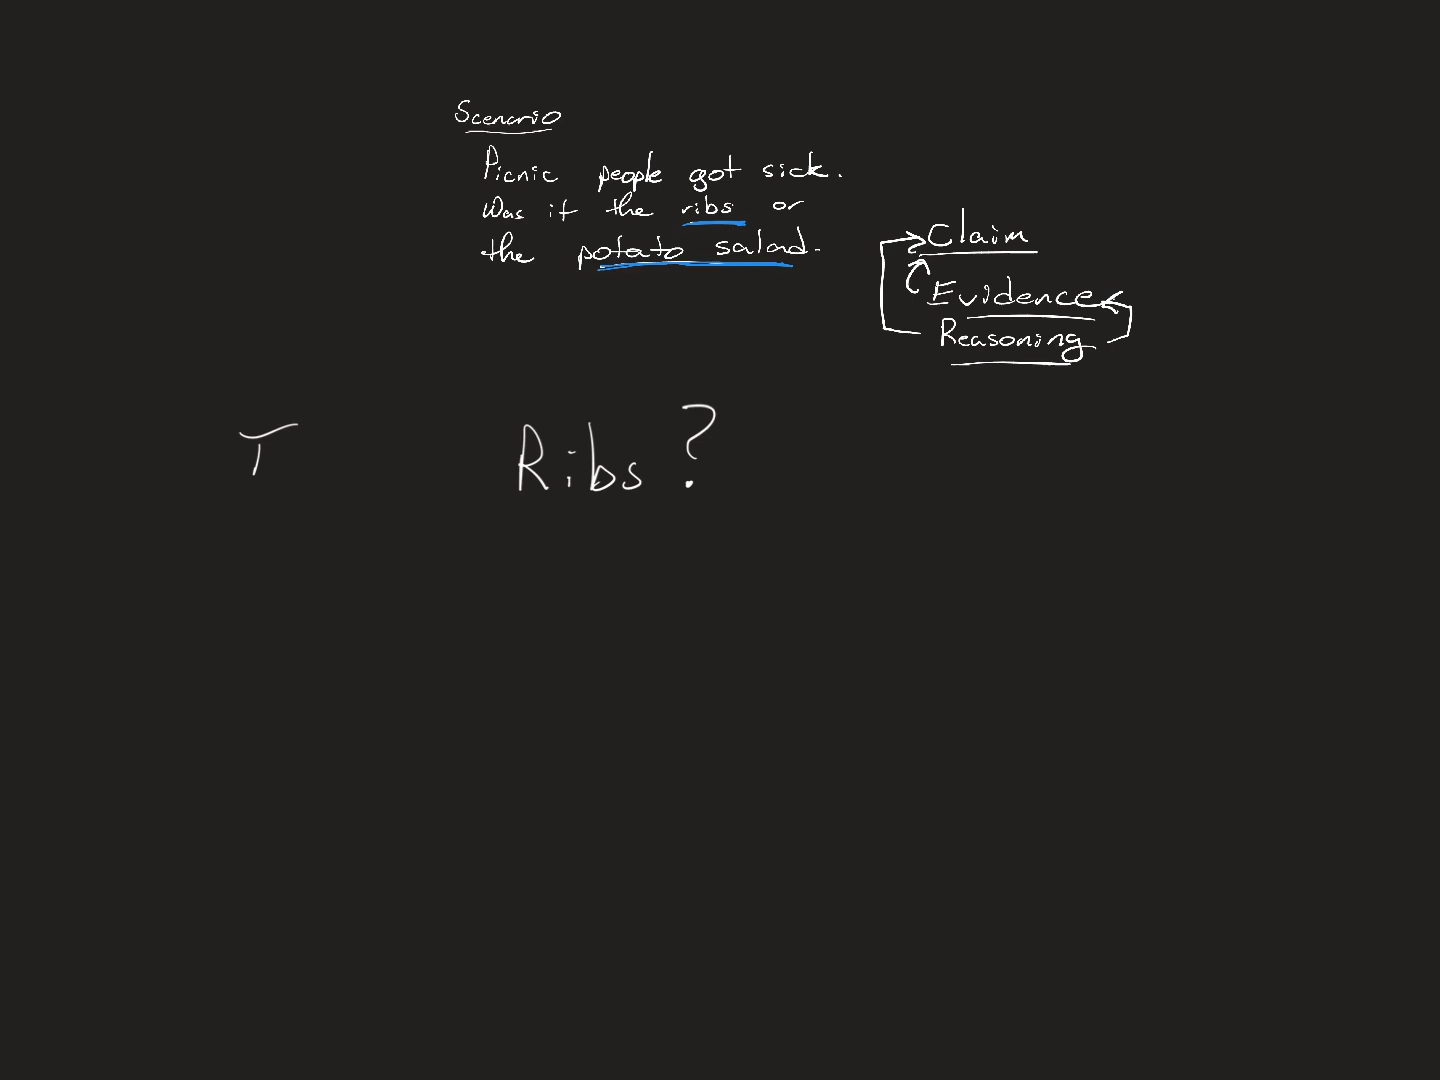 Scenario
Picnic people got sick.
Was it the ribs or
the potato salad.
Claim
Evidence
Reasoning
T
Ribs?